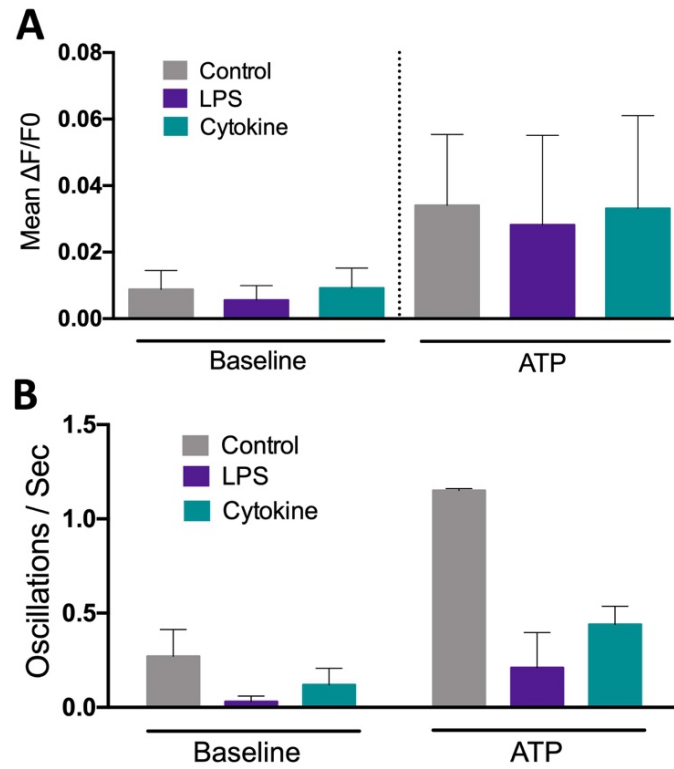 A
0.08
0.06
0.04
0.02
0.00
Mean ΔF/F0
Control
LPS
Cytokine
Baseline
ATP
B
1.5
1.0
0.5
0.0
Oscillations / Sec
Control
LPS
Cytokine
Baseline
ATP